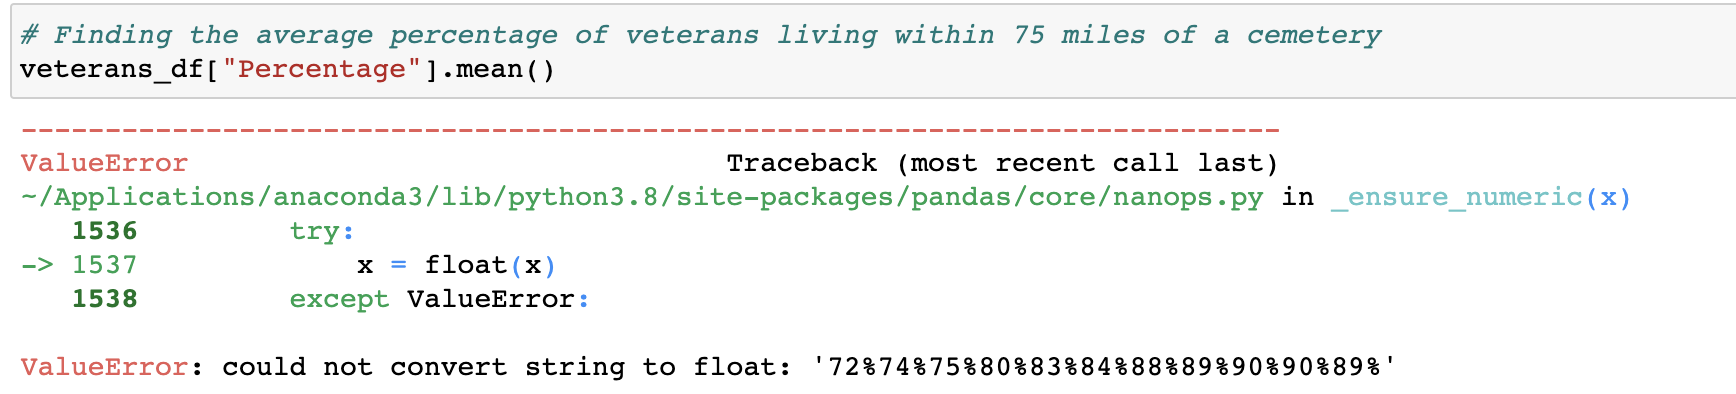 # Finding the average percentage of veterans living within 75 miles of a cemetery
veterans_df["Percentage"].mean()
---------------------------------------------------------------------------
ValueError                                Traceback (most recent call last)
~/Applications/anaconda3/lib/python3.8/site-packages/pandas/core/nanops.py in _ensure_numeric(x)
   1536         try:
-> 1537             x = float(x)
   1538         except ValueError:
ValueError: could not convert string to float: '72%74%75%80%83%84%88%89%90%90%89%'